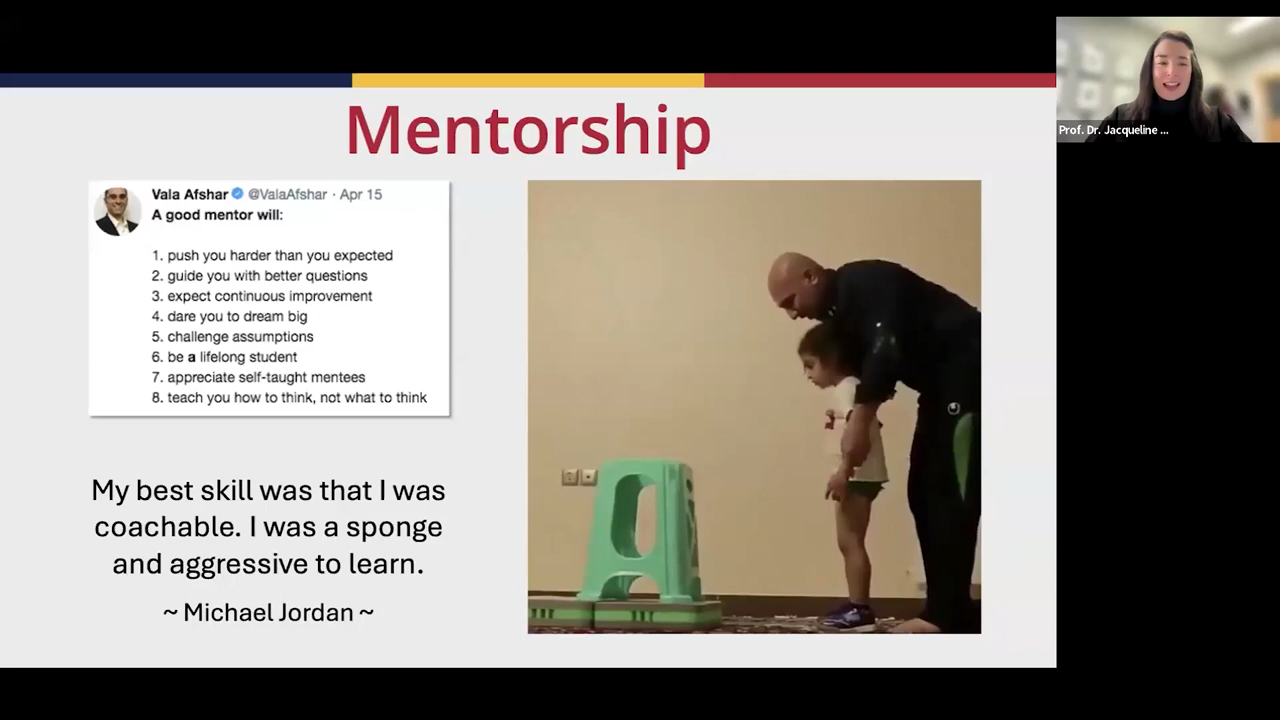 Mentorship
Vala Afshar @ValaAfshar · Apr 15
A good mentor will:
1. push you harder than you expected
2. guide you with better questions
3. expect continuous improvement
4. dare you to dream big
5. challenge assumptions
6. be a lifelong student
7. appreciate self-taught mentees
8. teach you how to think, not what to think
My best skill was that I was
coachable. I was a sponge
and aggressive to learn.
~ Michael Jordan ~
Prof. Dr. Jacqueline ...